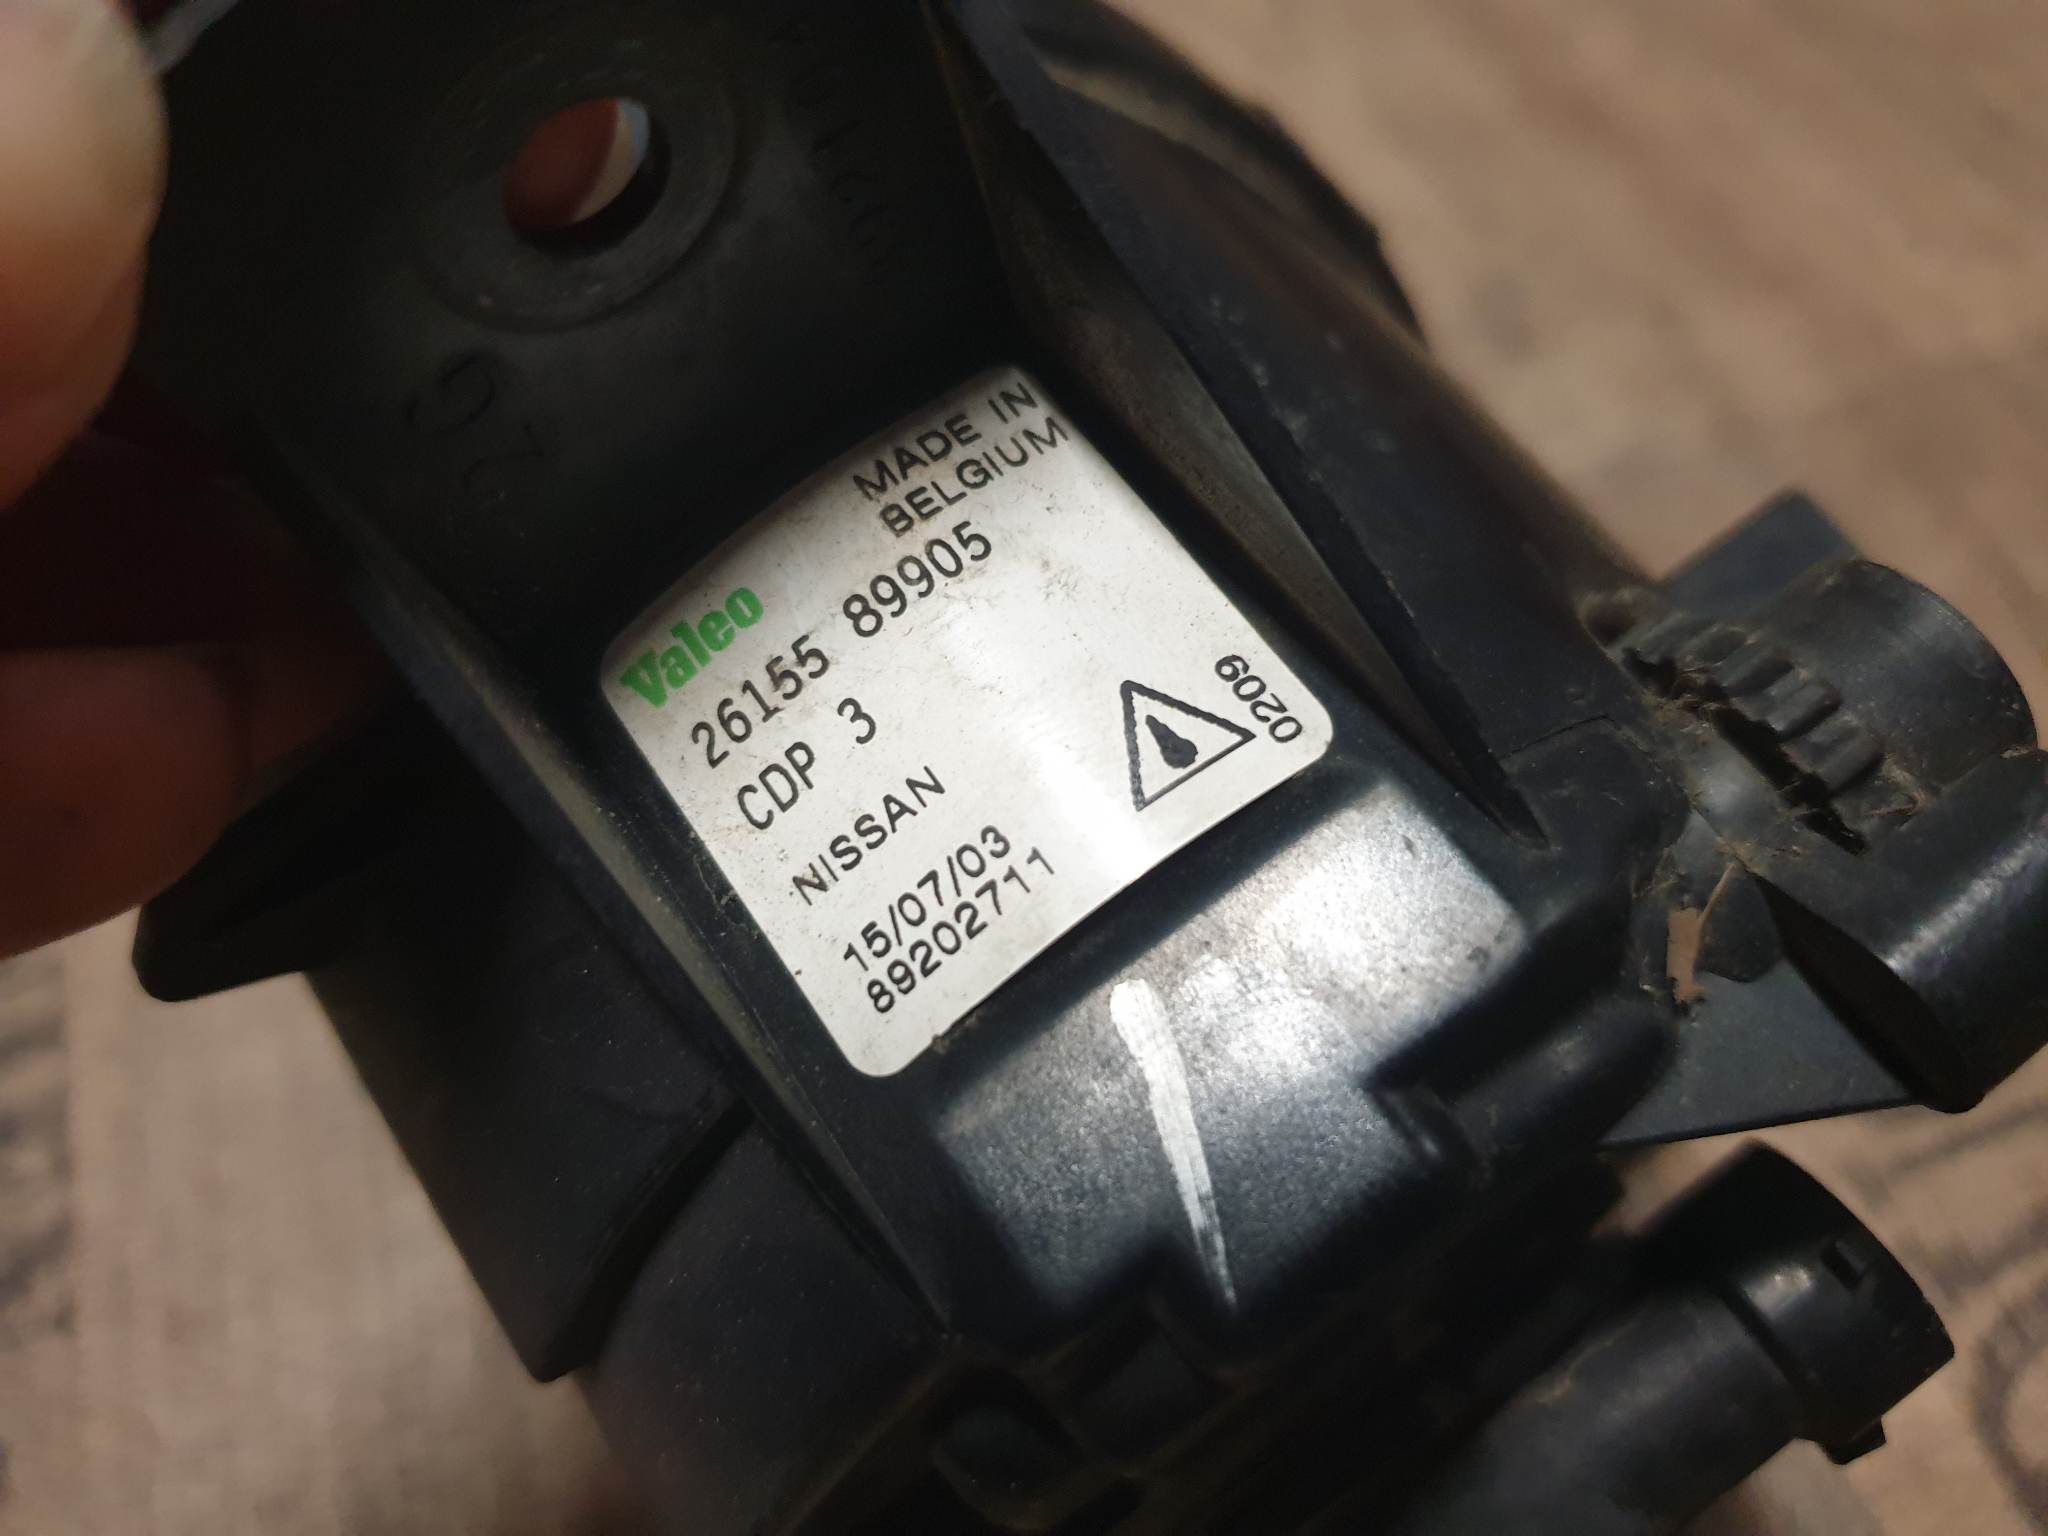 MADE IN
BELGIUM
Valeo
26155 89905
CDP 3
NISSAN
0209
15/07/03
89202711